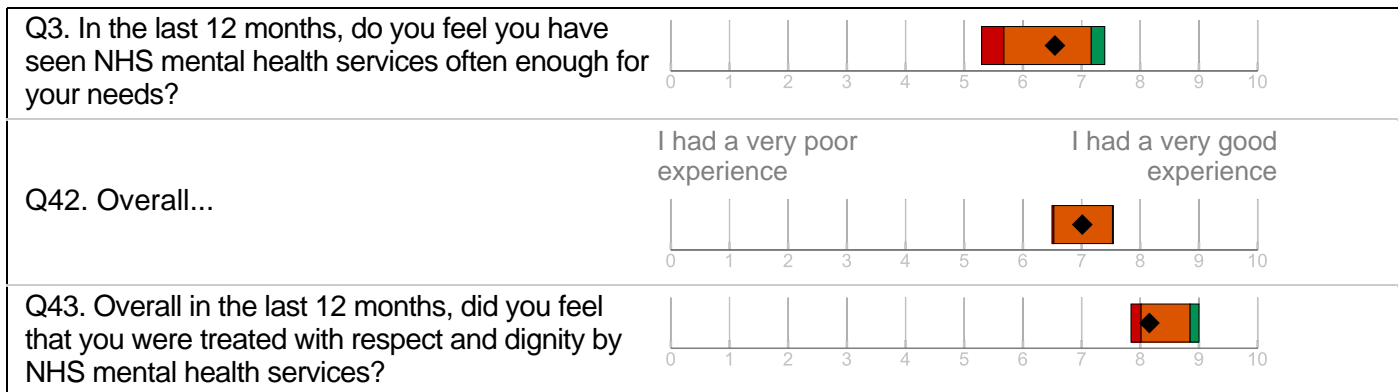 Q3. In the last 12 months, do you feel you have
seen NHS mental health services often enough for
your needs?
0 1 2 3 4 5 6 7 8 9 10
I had a very poor
experience
I had a very good
experience
Q42. Overall...
0 1 2 3 4 5 6 7 8 9 10
Q43. Overall in the last 12 months, did you feel
that you were treated with respect and dignity by
NHS mental health services?
0 1 2 3 4 5 6 7 8 9 10